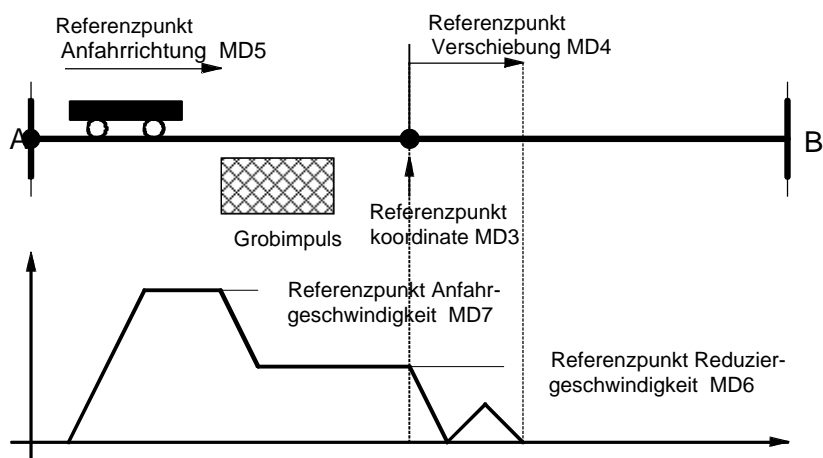 Referenzpunkt
Anfahrrichtung MD5
Referenzpunkt
Verschiebung MD4
A
B
Grobimpuls
Referenzpunkt
koordinate MD3
Referenzpunkt Anfahr-
geschwindigkeit MD7
Referenzpunkt Reduzier-
geschwindigkeit MD6